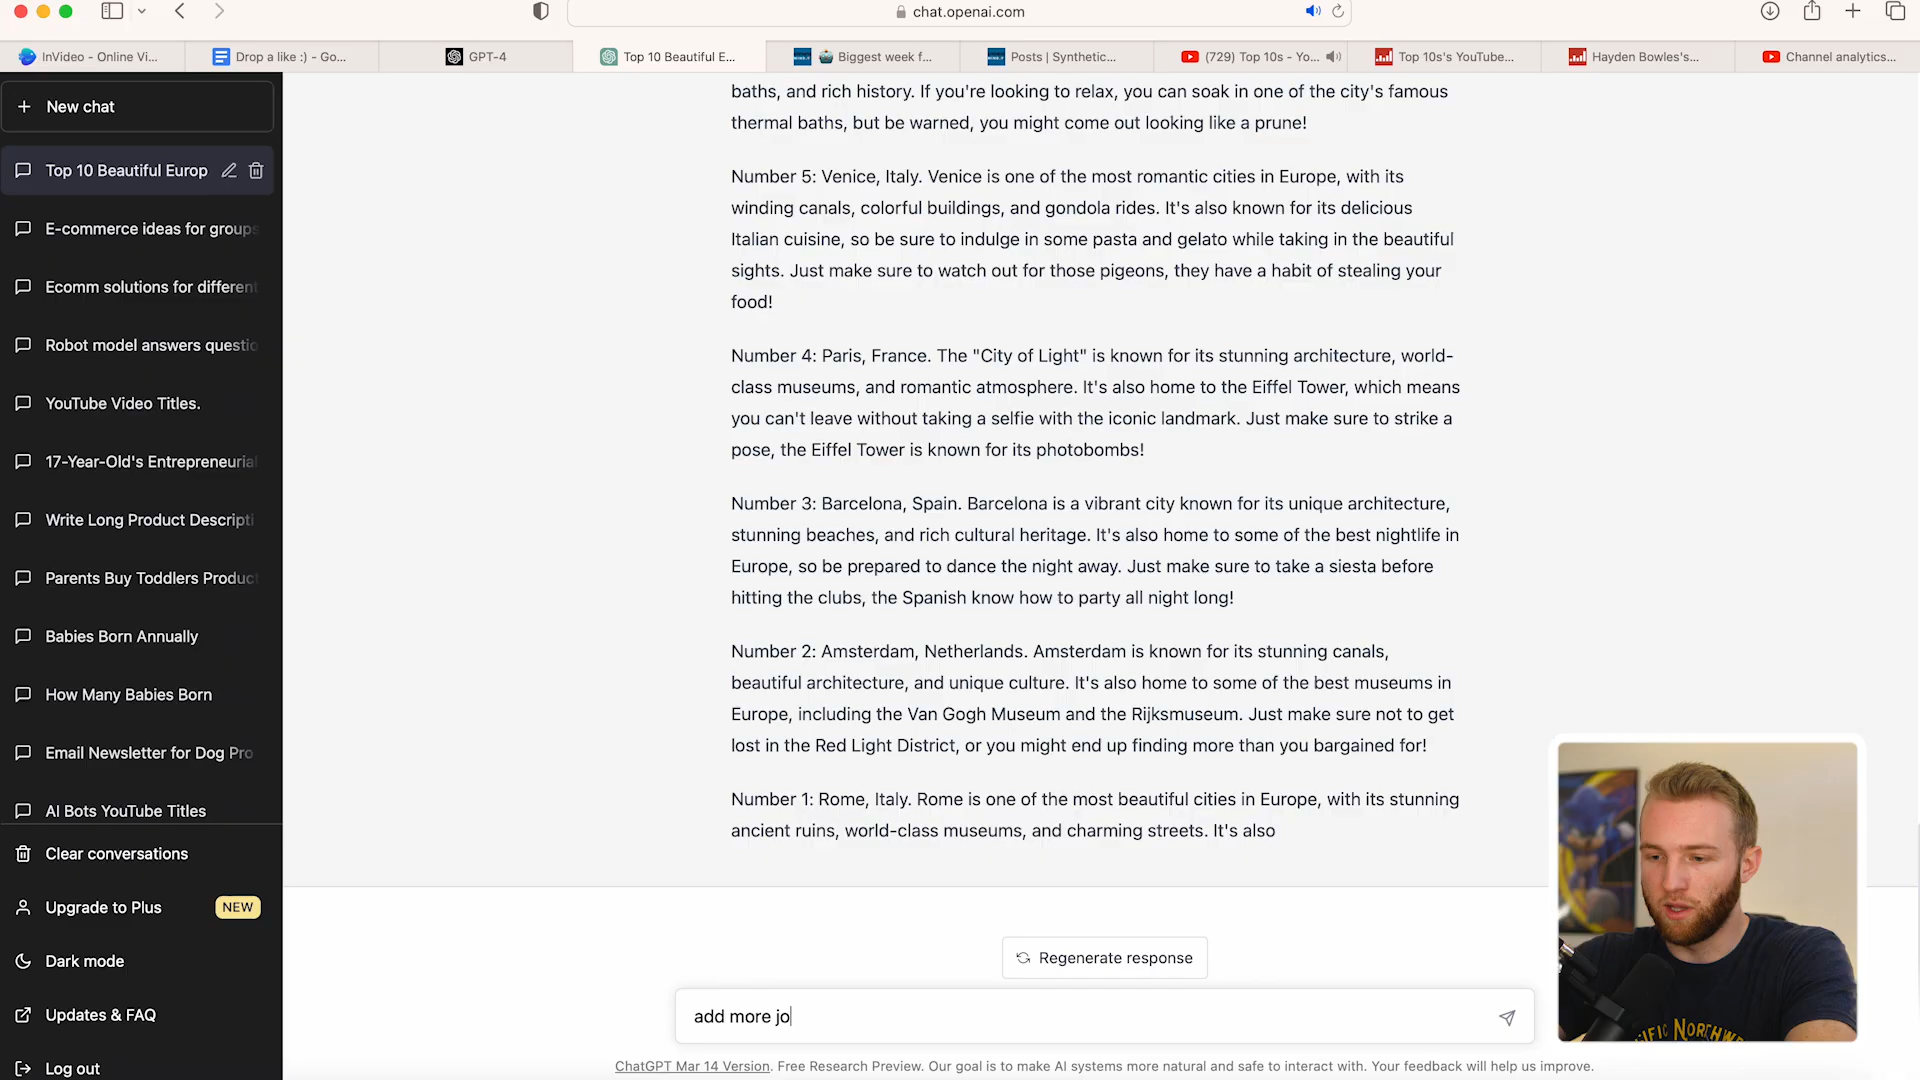 chat.openai.com
InVideo - Online Vi...
Drop a like :) - Go...
GPT-4
Top 10 Beautiful E...
Biggest week f...
Posts | Synthetic...
(729) Top 10s - Yo...
Top 10s's YouTube...
Hayden Bowles's...
Channel analytics...
New chat
Top 10 Beautiful Europ
E-commerce ideas for groups
Ecomm solutions for different
Robot model answers questio
YouTube Video Titles.
17-Year-Old's Entrepreneurial
Write Long Product Descripti
Parents Buy Toddlers Product
Babies Born Annually
How Many Babies Born
Email Newsletter for Dog Pro
AI Bots YouTube Titles
Clear conversations
Upgrade to Plus NEW
Dark mode
Updates & FAQ
Log out
baths, and rich history. If you're looking to relax, you can soak in one of the city's famous
thermal baths, but be warned, you might come out looking like a prune!
Number 5: Venice, Italy. Venice is one of the most romantic cities in Europe, with its
winding canals, colorful buildings, and gondola rides. It's also known for its delicious
Italian cuisine, so be sure to indulge in some pasta and gelato while taking in the beautiful
sights. Just make sure to watch out for those pigeons, they have a habit of stealing your
food!
Number 4: Paris, France. The "City of Light" is known for its stunning architecture, world-
class museums, and romantic atmosphere. It's also home to the Eiffel Tower, which means
you can't leave without taking a selfie with the iconic landmark. Just make sure to strike a
pose, the Eiffel Tower is known for its photobombs!
Number 3: Barcelona, Spain. Barcelona is a vibrant city known for its unique architecture,
stunning beaches, and rich cultural heritage. It's also home to some of the best nightlife in
Europe, so be prepared to dance the night away. Just make sure to take a siesta before
hitting the clubs, the Spanish know how to party all night long!
Number 2: Amsterdam, Netherlands. Amsterdam is known for its stunning canals,
beautiful architecture, and unique culture. It's also home to some of the best museums in
Europe, including the Van Gogh Museum and the Rijksmuseum. Just make sure not to get
lost in the Red Light District, or you might end up finding more than you bargained for!
Number 1: Rome, Italy. Rome is one of the most beautiful cities in Europe, with its stunning
ancient ruins, world-class museums, and charming streets. It's also
Regenerate response
add more jo
ChatGPT Mar 14 Version. Free Research Preview. Our goal is to make AI systems more natural and safe to interact with. Your feedback will help us improve.
IFIC NORTHWE